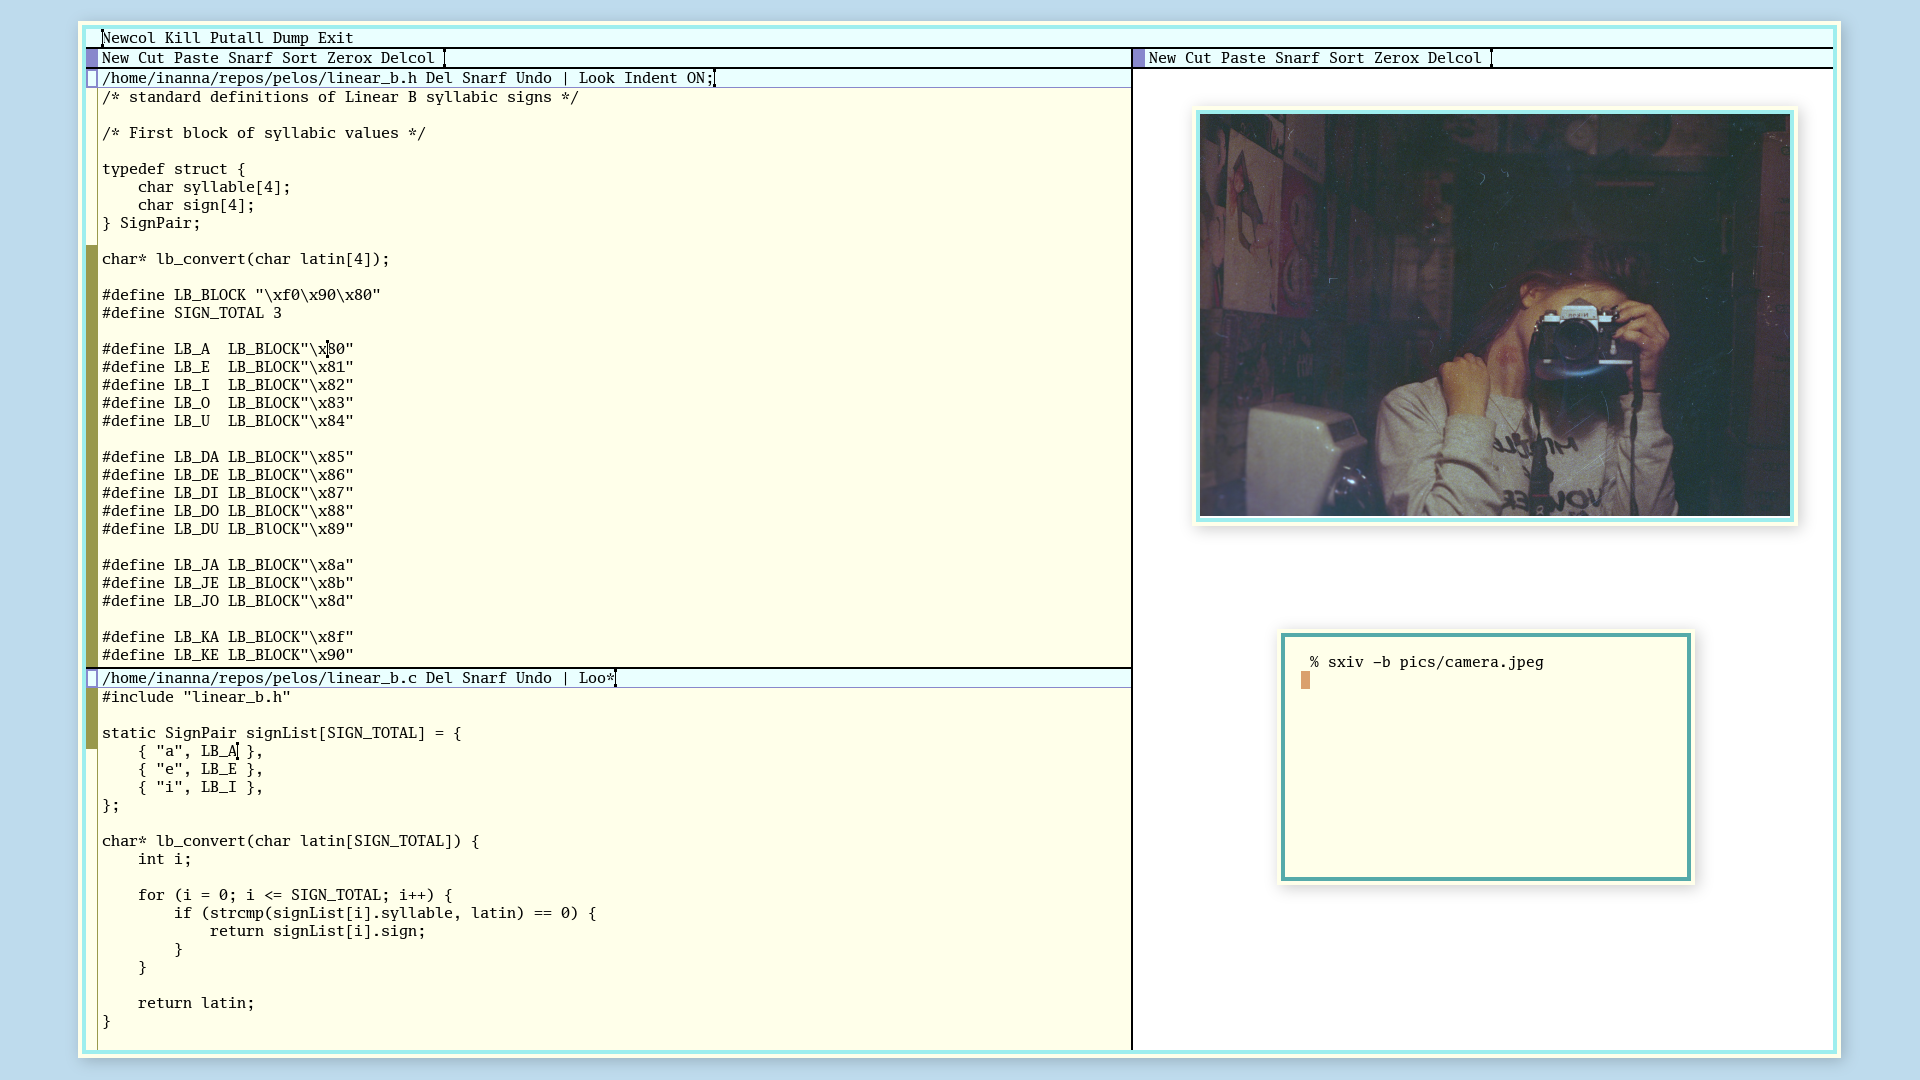 Newcol Kill Putall Dump Exit
New Cut Paste Snarf Sort Zerox Delcol
/home/inanna/repos/pelos/linear_b.h Del Snarf Undo | Look Indent ON;
/* standard definitions of Linear B syllabic signs */
/* First block of syllabic values */
typedef struct {
    char syllable[4];
    char sign[4];
} SignPair;
char* lb_convert(char latin[4]);
#define LB_BLOCK "\xf0\x90\x80"
#define SIGN_TOTAL 3
#define LB_A  LB_BLOCK"\x80"
#define LB_E  LB_BLOCK"\x81"
#define LB_I  LB_BLOCK"\x82"
#define LB_O  LB_BLOCK"\x83"
#define LB_U  LB_BLOCK"\x84"
#define LB_DA LB_BLOCK"\x85"
#define LB_DE LB_BLOCK"\x86"
#define LB_DI LB_BLOCK"\x87"
#define LB_DO LB_BLOCK"\x88"
#define LB_DU LB_BlOCK"\x89"
#define LB_JA LB_BLOCK"\x8a"
#define LB_JE LB_BLOCK"\x8b"
#define LB_JO LB_BLOCK"\x8d"
#define LB_KA LB_BLOCK"\x8f"
#define LB_KE LB_BLOCK"\x90"
/home/inanna/repos/pelos/linear_b.c Del Snarf Undo | Loo*
#include "linear_b.h"
static SignPair signList[SIGN_TOTAL] = {
    { "a", LB_A },
    { "e", LB_E },
    { "i", LB_I },
};
char* lb_convert(char latin[SIGN_TOTAL]) {
    int i;
    for (i = 0; i <= SIGN_TOTAL; i++) {
        if (strcmp(signList[i].syllable, latin) == 0) {
            return signList[i].sign;
        }
    }
    return latin;
}
New Cut Paste Snarf Sort Zerox Delcol
% sxiv -b pics/camera.jpeg